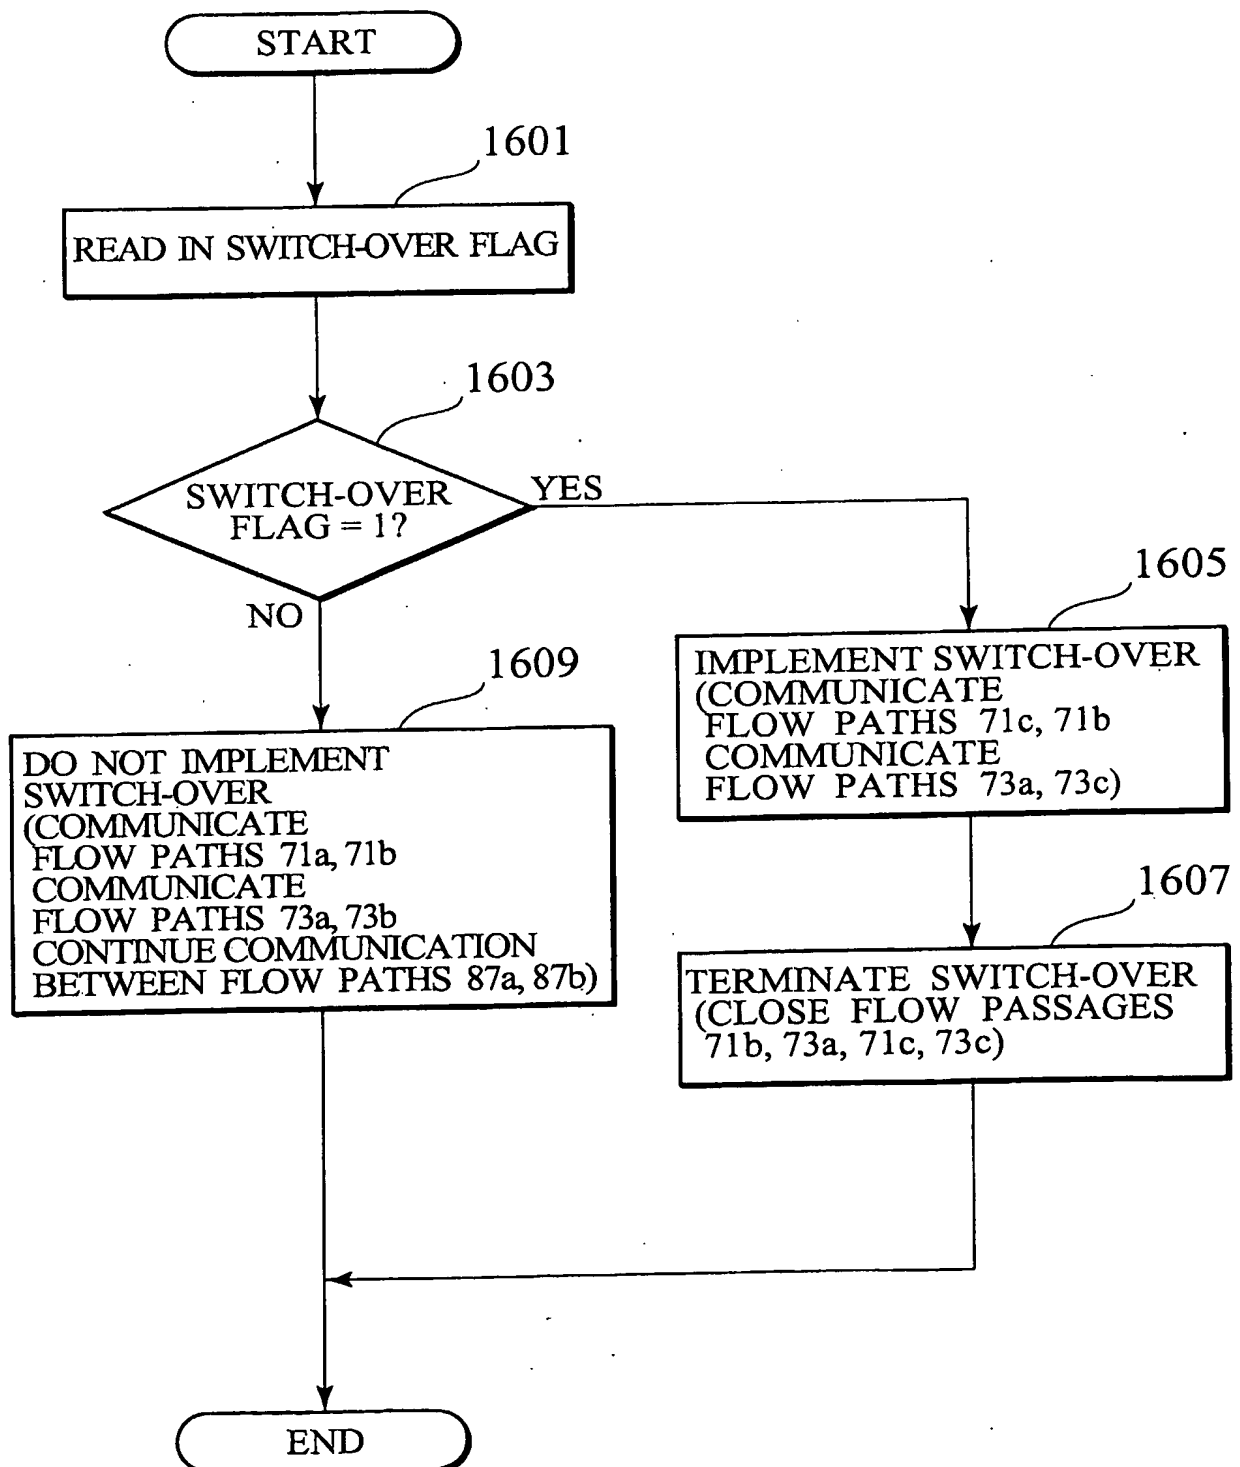 START
1601
READ IN SWITCH-OVER FLAG
1603
SWITCH-OVER
FLAG = 1?
YES
NO
1605
IMPLEMENT SWITCH-OVER
(COMMUNICATE
FLOW PATHS 71c, 71b
COMMUNICATE
FLOW PATHS 73a, 73c)
1609
DO NOT IMPLEMENT
SWITCH-OVER
(COMMUNICATE
FLOW PATHS 71a, 71b
COMMUNICATE
FLOW PATHS 73a, 73b
CONTINUE COMMUNICATION
BETWEEN FLOW PATHS 87a, 87b)
1607
TERMINATE SWITCH-OVER
(CLOSE FLOW PASSAGES
71b, 73a, 71c, 73c)
END